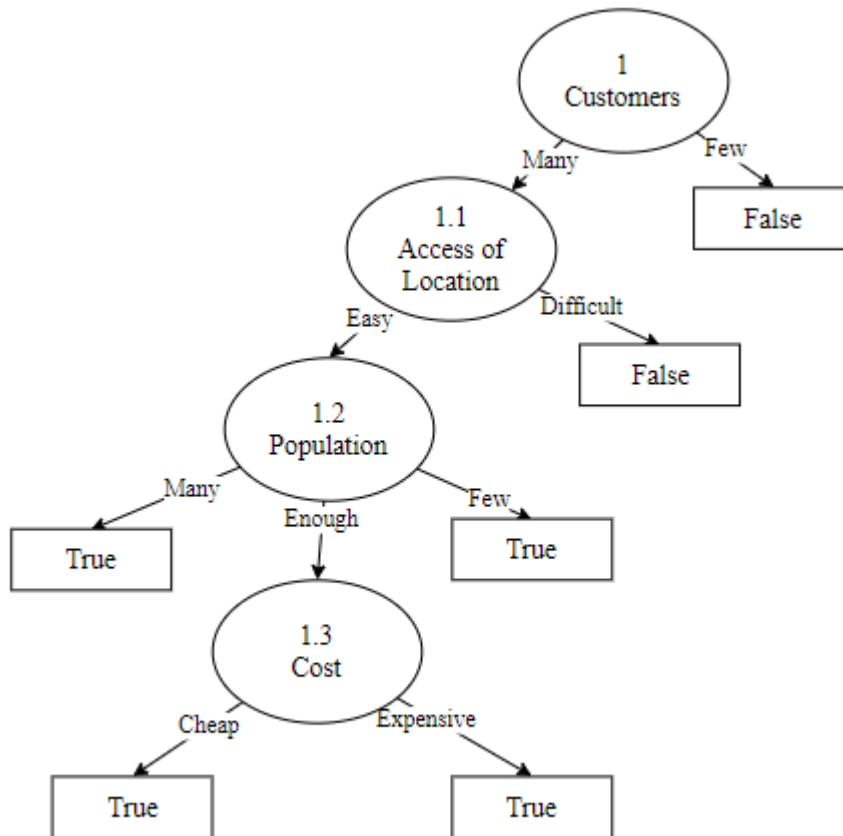 1
Customers
Many
Few
False
1.1
Access of
Location
Easy
Difficult
False
1.2
Population
Many
Enough
Few
True
True
1.3
Cost
Cheap
Expensive
True
True